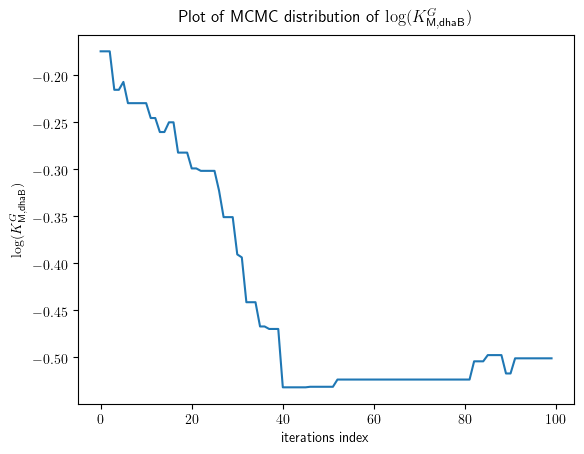 Plot of MCMC distribution of log(K^G_M,dhaB)
log(K^G_M,dhaB)
−0.20
−0.25
−0.30
−0.35
−0.40
−0.45
−0.50
0 20 40 60 80 100
iterations index